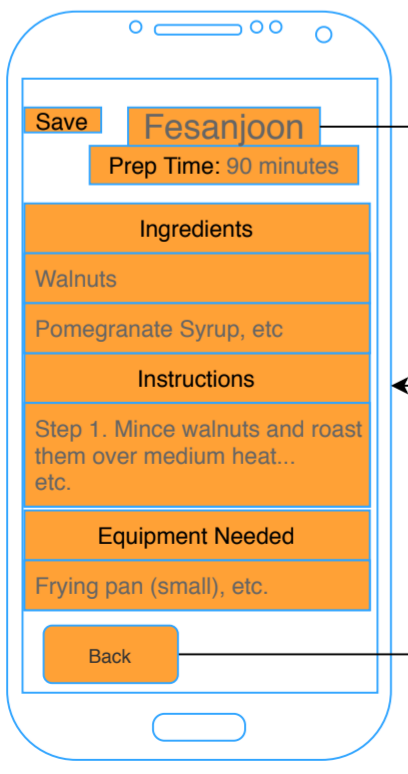 Save
Fesanjoon
Prep Time: 90 minutes
Ingredients
Walnuts
Pomegranate Syrup, etc
Instructions
Step 1. Mince walnuts and roast
them over medium heat...
etc.
Equipment Needed
Frying pan (small), etc.
Back